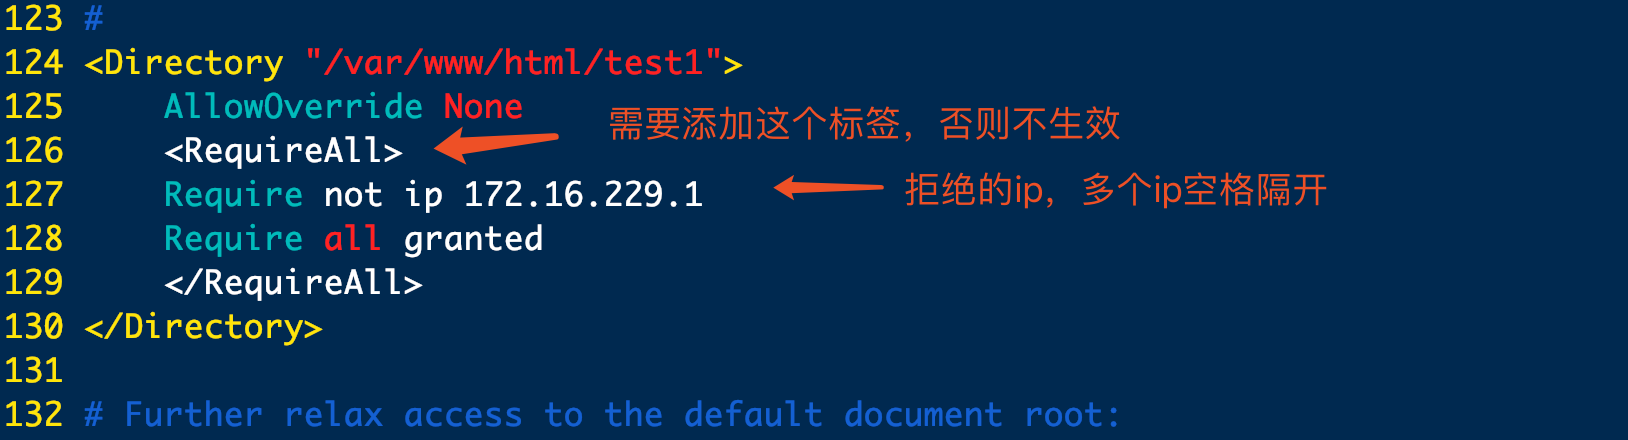 123 #
124 <Directory "/var/www/html/test1">
125     AllowOverride None
需要添加这个标签，否则不生效
126     <RequireAll>
127     Require not ip 172.16.229.1
拒绝的ip，多个ip空格隔开
128     Require all granted
129     </RequireAll>
130 </Directory>
131
132 # Further relax access to the default document root: